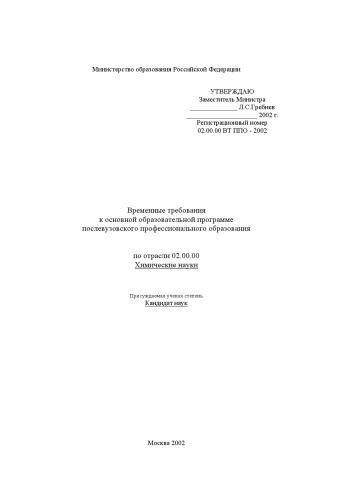 Министерство образования Российской Федерации
УТВЕРЖДАЮ
Заместитель Министра
______________ Л.С.Гребнев
_____________________ 2002 г.
Регистрационный номер
02.00.00 ВТ ППО - 2002
Временные требования
к основной образовательной программе
послевузовского профессионального образования
по отрасли 02.00.00
Химические науки
Присуждаемая ученая степень
Кандидат наук
Москва 2002